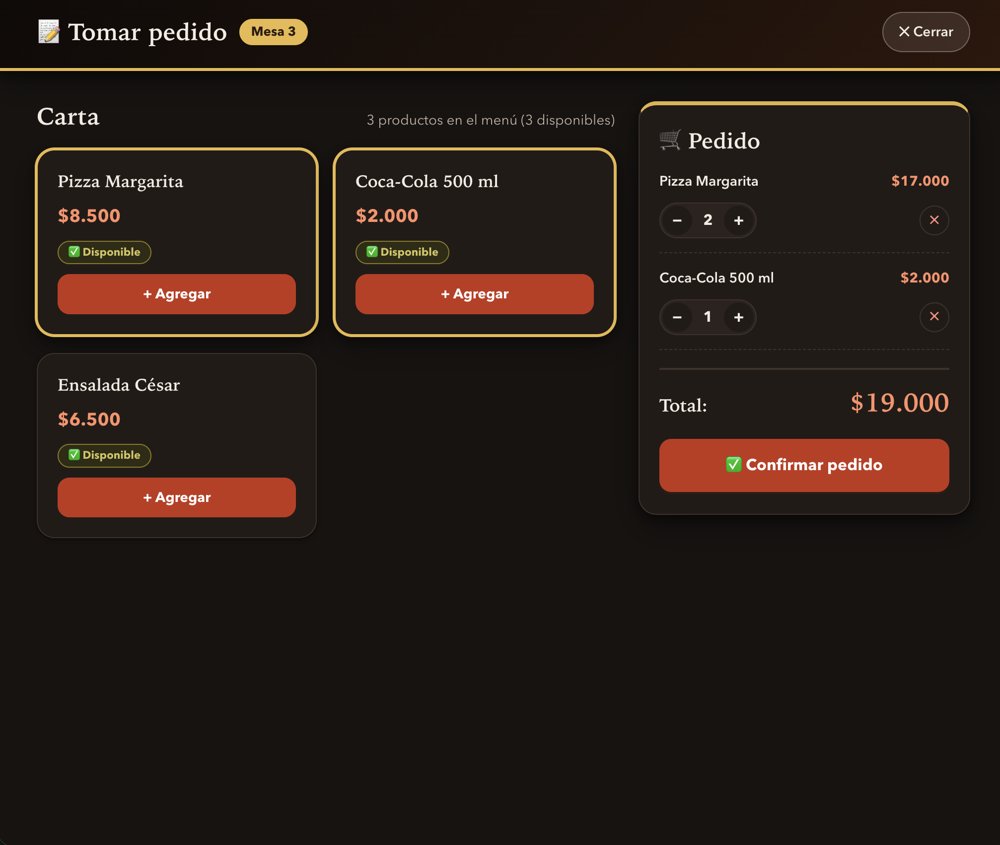 📝 Tomar pedido Mesa 3
✕ Cerrar
Carta
3 productos en el menú (3 disponibles)
Pizza Margarita
$8.500
✅ Disponible
+ Agregar
Coca-Cola 500 ml
$2.000
✅ Disponible
+ Agregar
Ensalada César
$6.500
✅ Disponible
+ Agregar
🛒 Pedido
Pizza Margarita $17.000
− 2 + ✕
Coca-Cola 500 ml $2.000
− 1 + ✕
Total: $19.000
✅ Confirmar pedido